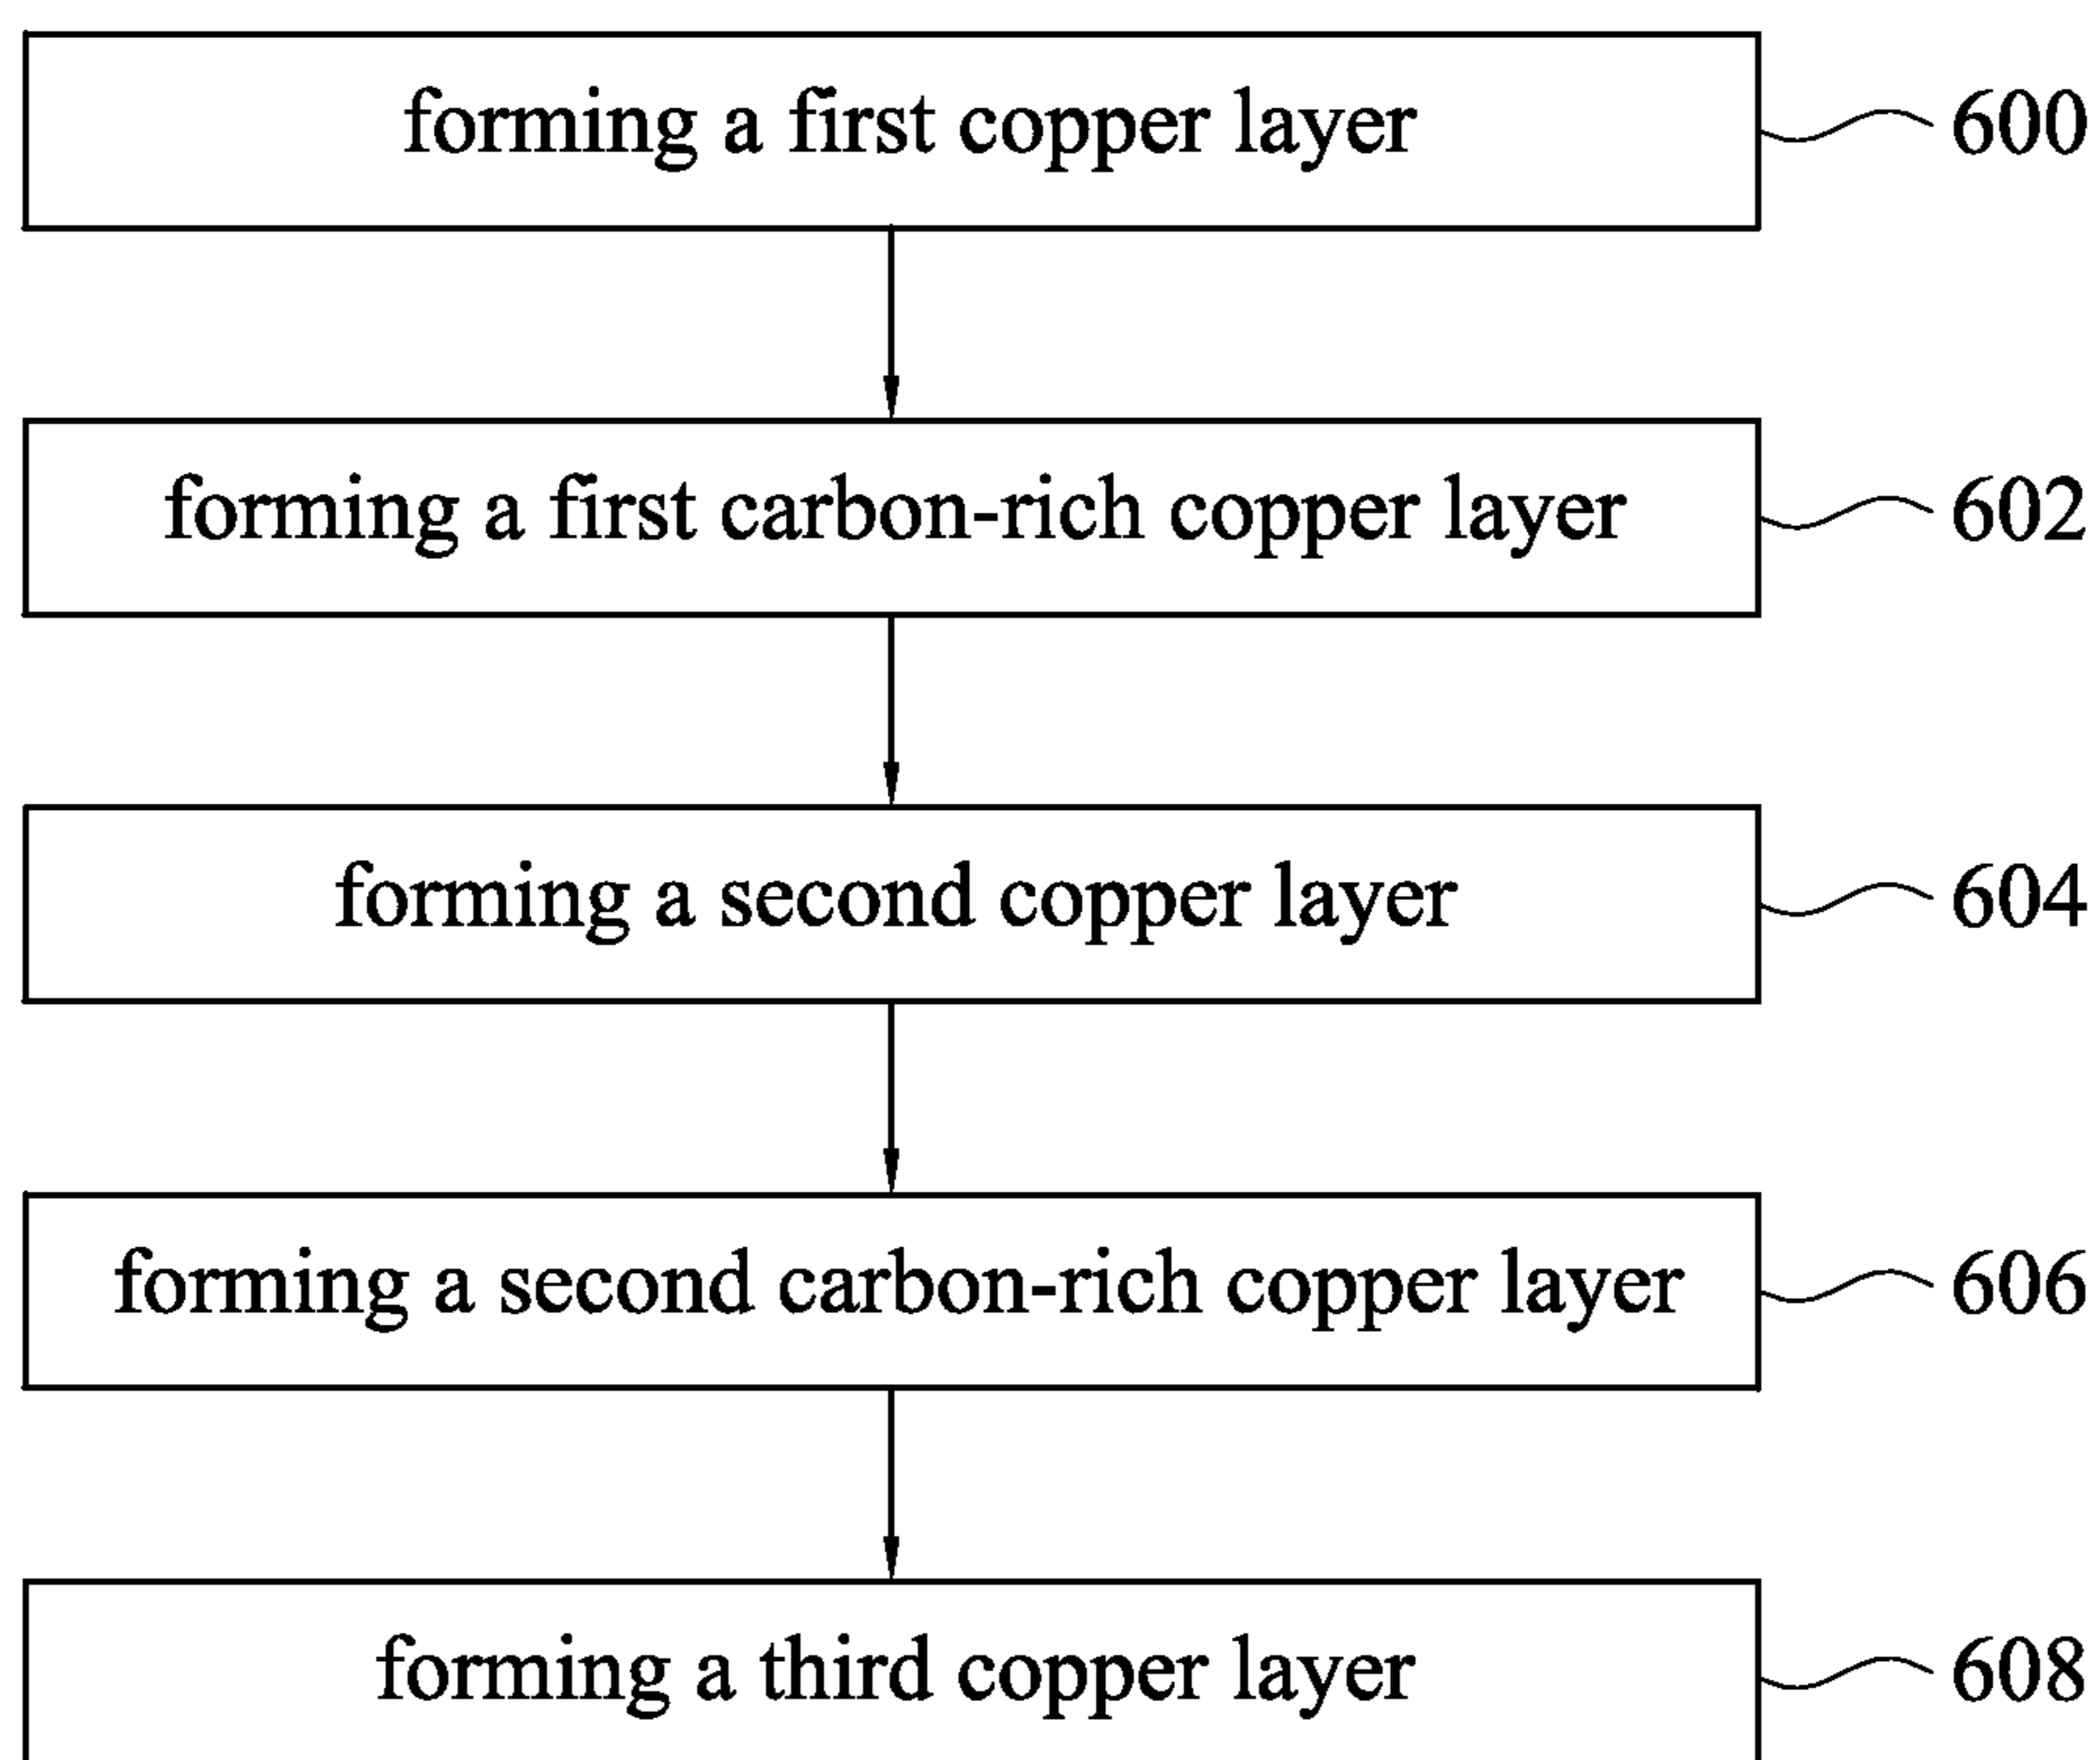 forming a first copper layer 600
forming a first carbon-rich copper layer 602
forming a second copper layer 604
forming a second carbon-rich copper layer 606
forming a third copper layer 608